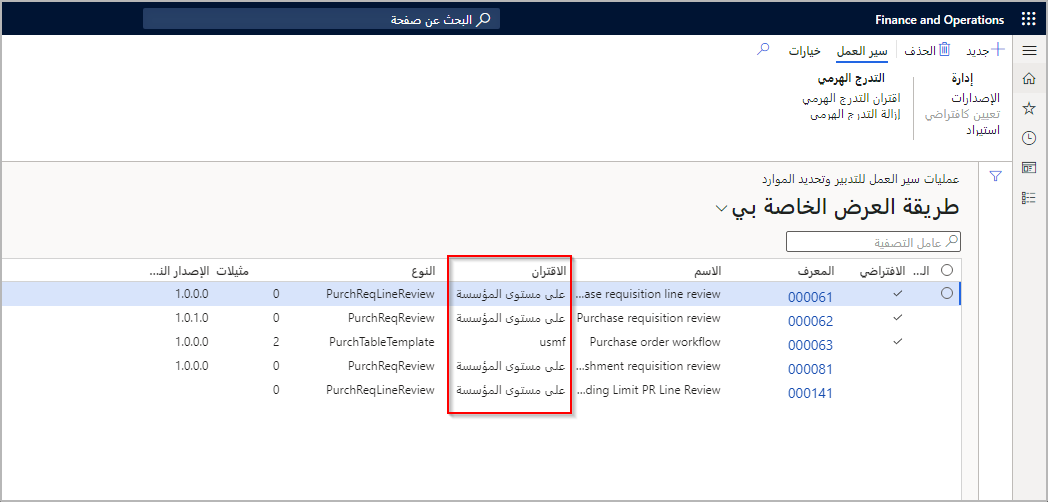 Finance and Operations
البحث عن صفحة
جديد
الحذف
سير العمل
خيارات
إدارة
الإصدارات
تعيين كافتراضي
استيراد
التدرج الهرمي
اقتران التدرج الهرمي
إزالة التدرج الهرمي
عمليات سير العمل للتدبير وتحديد الموارد
طريقة العرض الخاصة بي
عامل التصفية
الـ... الافتراضي المعرف الاسم الاقتران النوع مثيلات الإصدار الن...
000061 ...ase requisition line review على مستوى المؤسسة PurchReqLineReview 0 1.0.0.0
000062 Purchase requisition review على مستوى المؤسسة PurchReqReview 0 1.0.1.0
000063 Purchase order workflow usmf PurchTableTemplate 2 1.0.0.0
000081 ...shment requisition review على مستوى المؤسسة PurchReqReview 0 1.0.0.0
000141 ...ding Limit PR Line Review على مستوى المؤسسة PurchReqLineReview 0